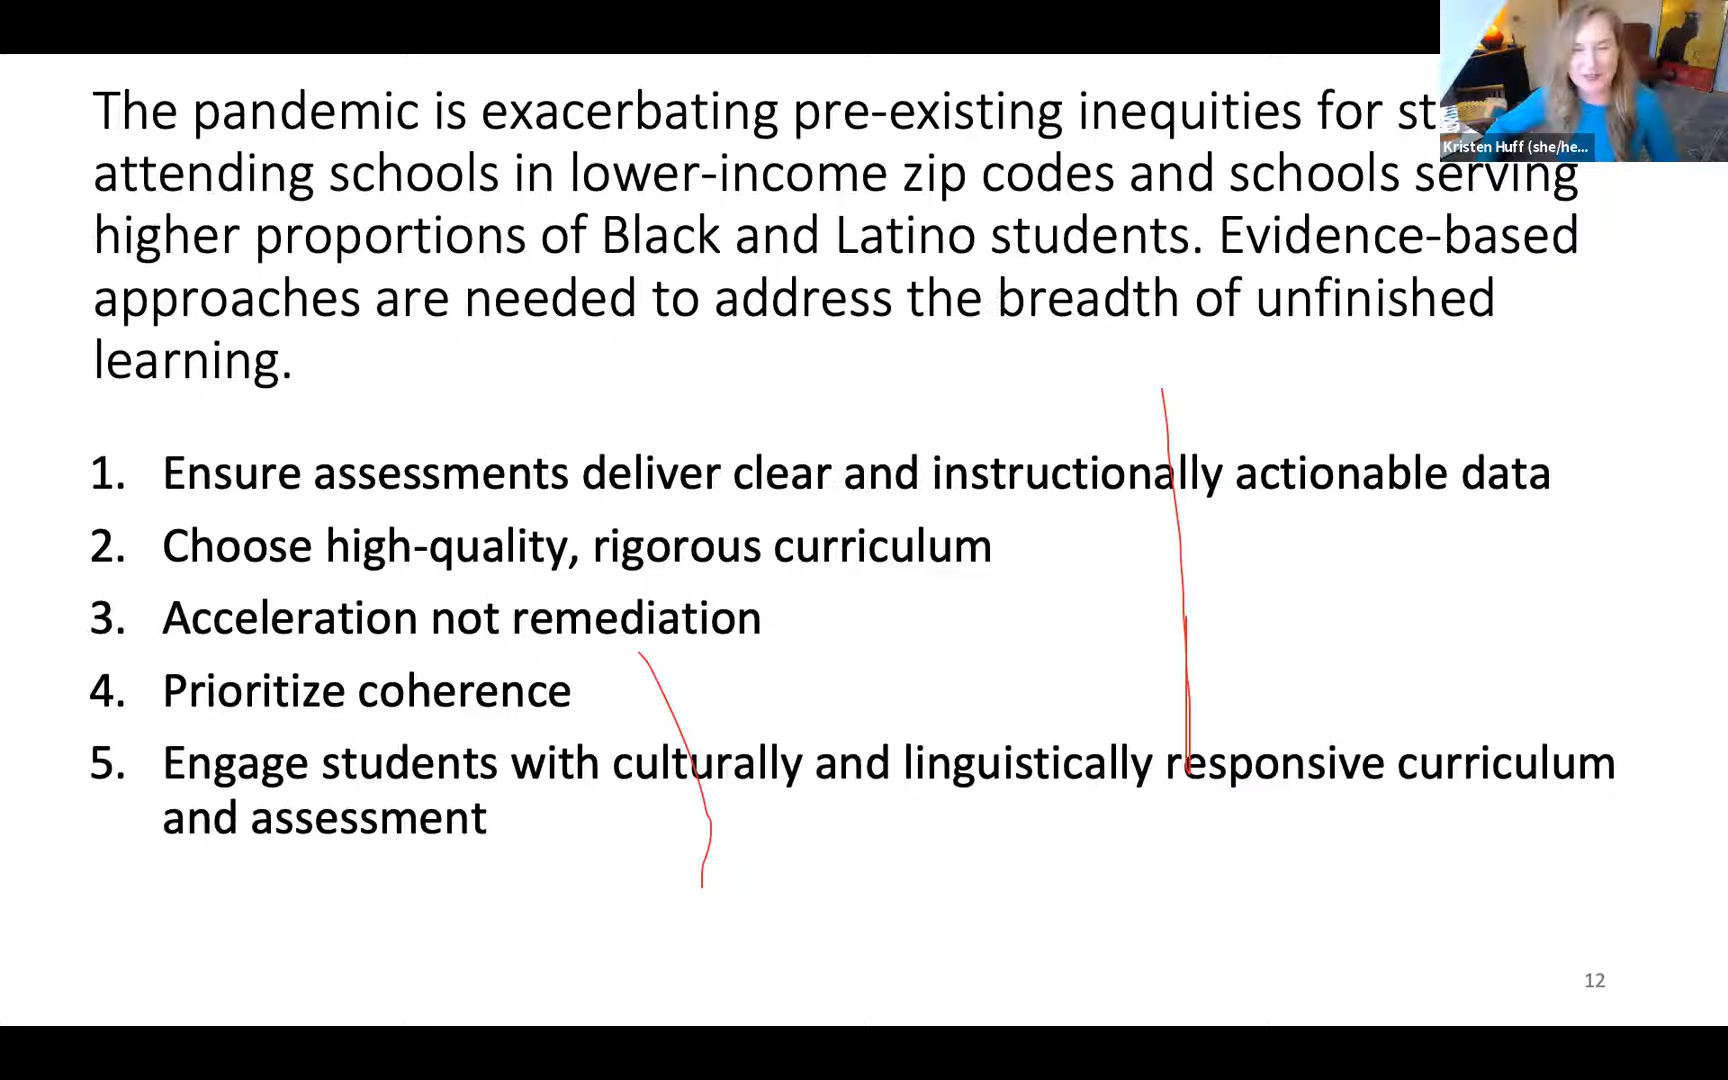 The pandemic is exacerbating pre-existing inequities for st
attending schools in lower-income zip codes and schools serving
higher proportions of Black and Latino students. Evidence-based
approaches are needed to address the breadth of unfinished
learning.
1. Ensure assessments deliver clear and instructionally actionable data
2. Choose high-quality, rigorous curriculum
3. Acceleration not remediation
4. Prioritize coherence
5. Engage students with culturally and linguistically responsive curriculum
and assessment
12
Kristen Huff (she/he...